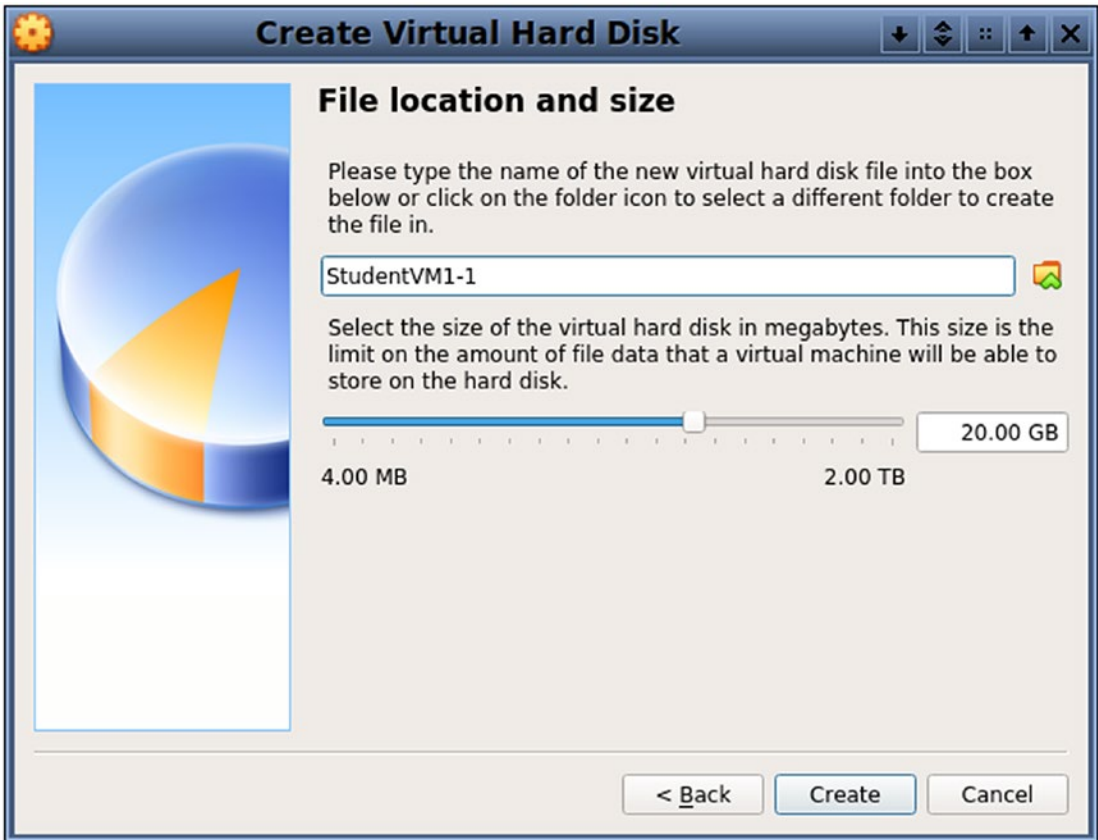 Create Virtual Hard Disk
File location and size
Please type the name of the new virtual hard disk file into the box
below or click on the folder icon to select a different folder to create
the file in.
StudentVM1-1
Select the size of the virtual hard disk in megabytes. This size is the
limit on the amount of file data that a virtual machine will be able to
store on the hard disk.
20.00 GB
4.00 MB 2.00 TB
< Back Create Cancel